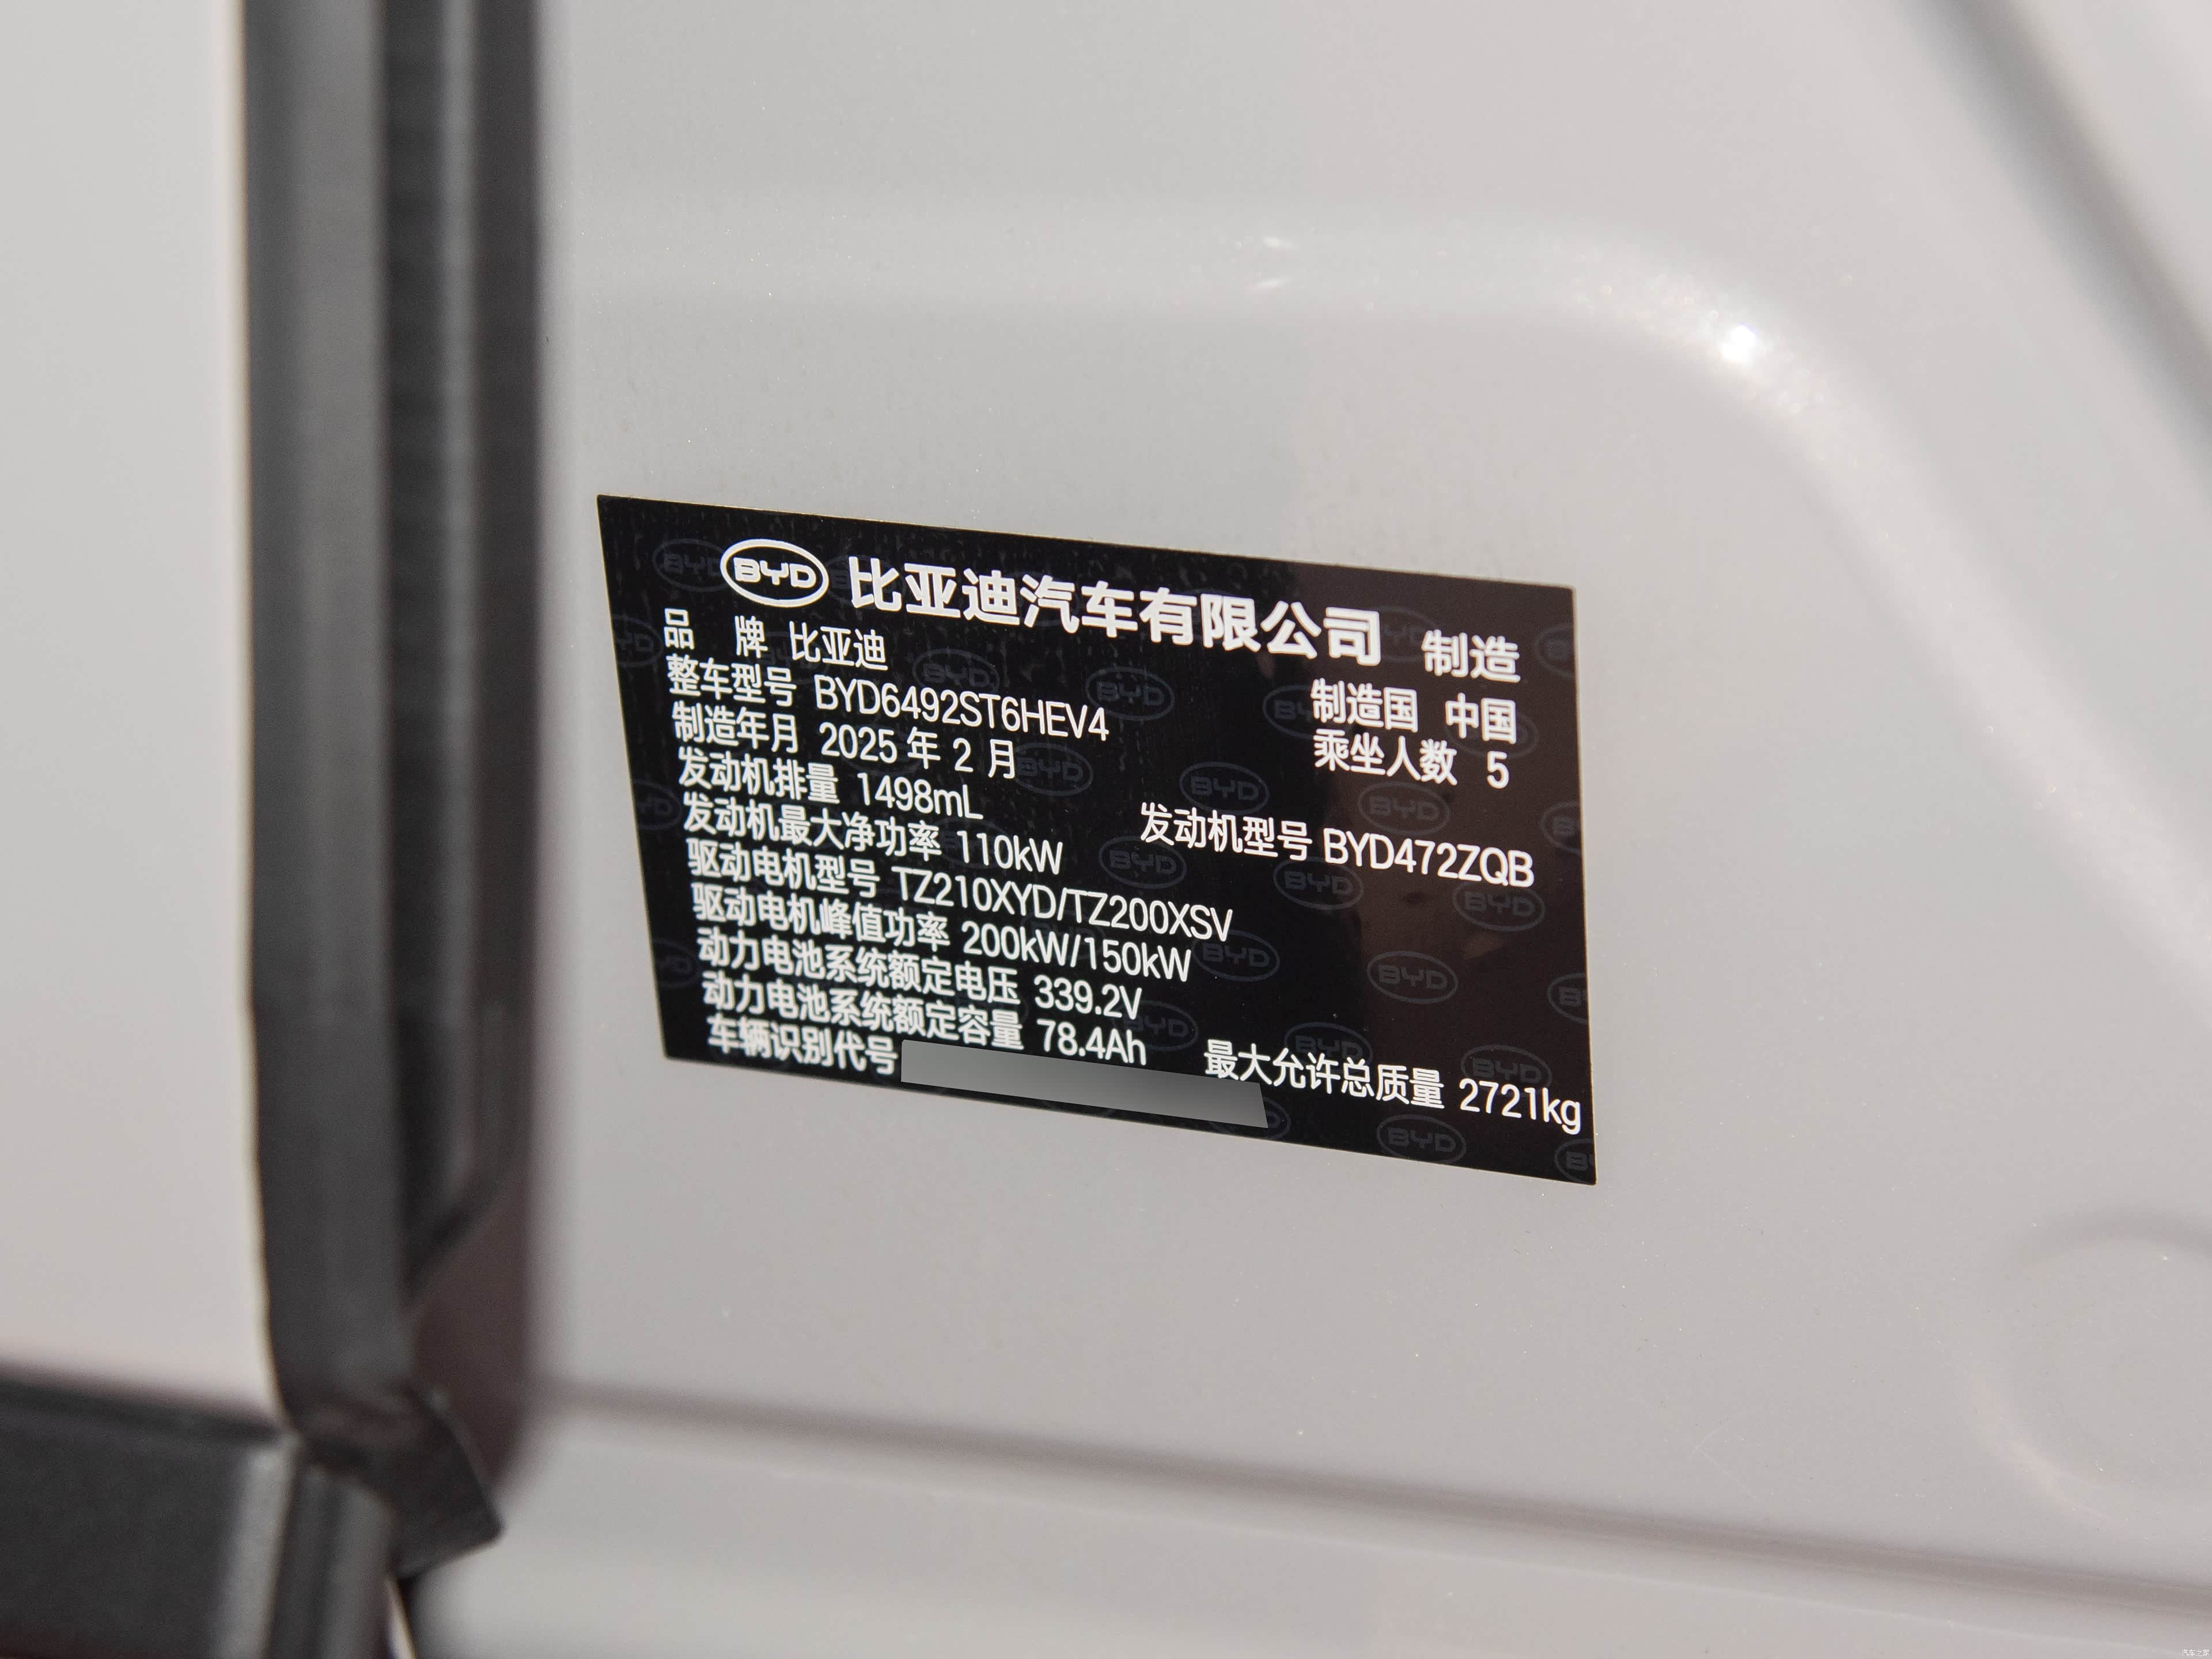 BYD 比亚迪汽车有限公司 制造
品 牌 比亚迪 制造国 中国
整车型号 BYD6492ST6HEV4 乘坐人数 5
制造年月 2025 年 2 月
发动机排量 1498mL 发动机型号 BYD472ZQB
发动机最大净功率 110kW
驱动电机型号 TZ210XYD/TZ200XSV
驱动电机峰值功率 200kW/150kW
动力电池系统额定电压 339.2V
动力电池系统额定容量 78.4Ah 最大允许总质量 2721kg
车辆识别代号
汽车之家